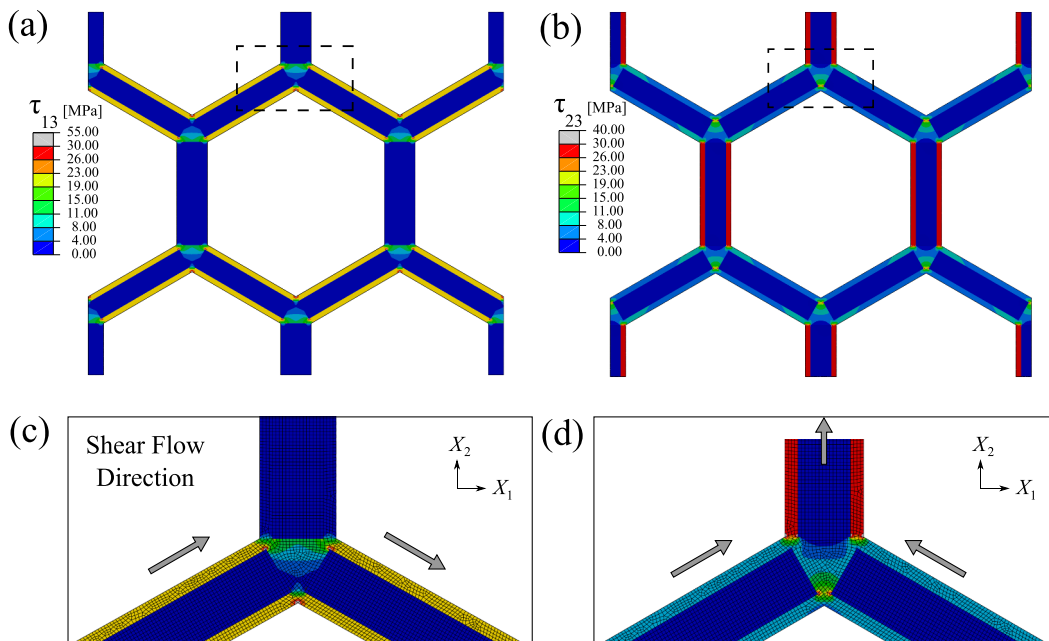 (a)
τ
13 [MPa]
55.00
30.00
26.00
23.00
19.00
15.00
11.00
8.00
4.00
0.00
(b)
τ
23 [MPa]
40.00
30.00
26.00
23.00
19.00
15.00
11.00
8.00
4.00
0.00
(c)
Shear Flow
Direction
X2
X1
(d)
X2
X1